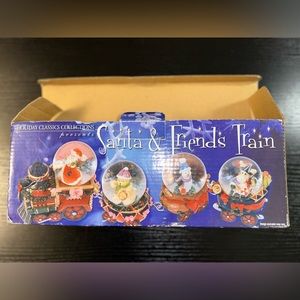 HOLIDAY CLASSICS COLLECTIONS
presents
Santa & Friends Train